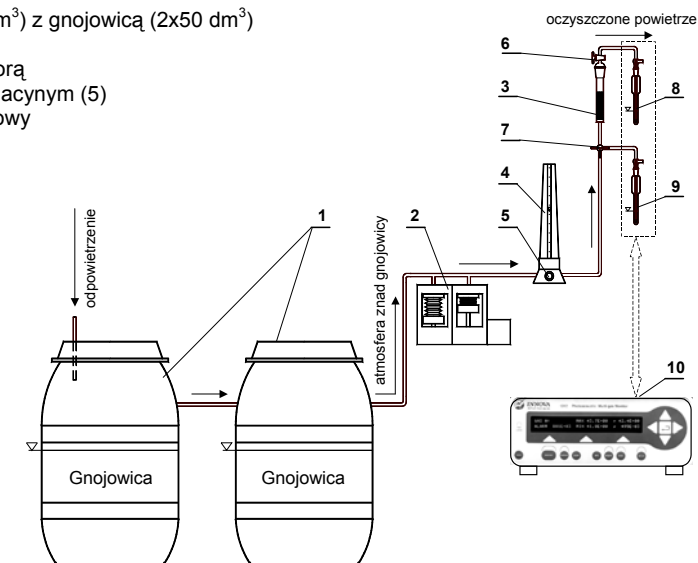 m³) z gnojowicą (2x50 dm³)
orą
acynym (5)
owy
oczyszczone powietrze
6
3
8
7
4
9
5
1
2
odpowietrzenie
atmosfera znad gnojowicy
10
Gnojowica
Gnojowica